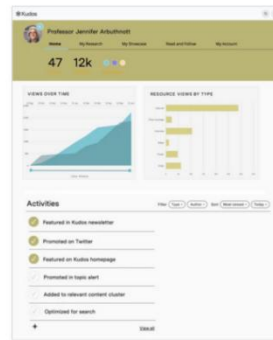 Kudos
Professor Jennifer Arbuthnott
Home My Research My Showcase Read and Follow My Account
47 12k
VIEWS OVER TIME
RESOURCE VIEWS BY TYPE
Activities
Filter Type Author Sort Most recent Today
Featured in Kudos newsletter
Promoted on Twitter
Featured on Kudos homepage
Promoted in topic alert
Added to relevant content cluster
Optimized for search
+ View all